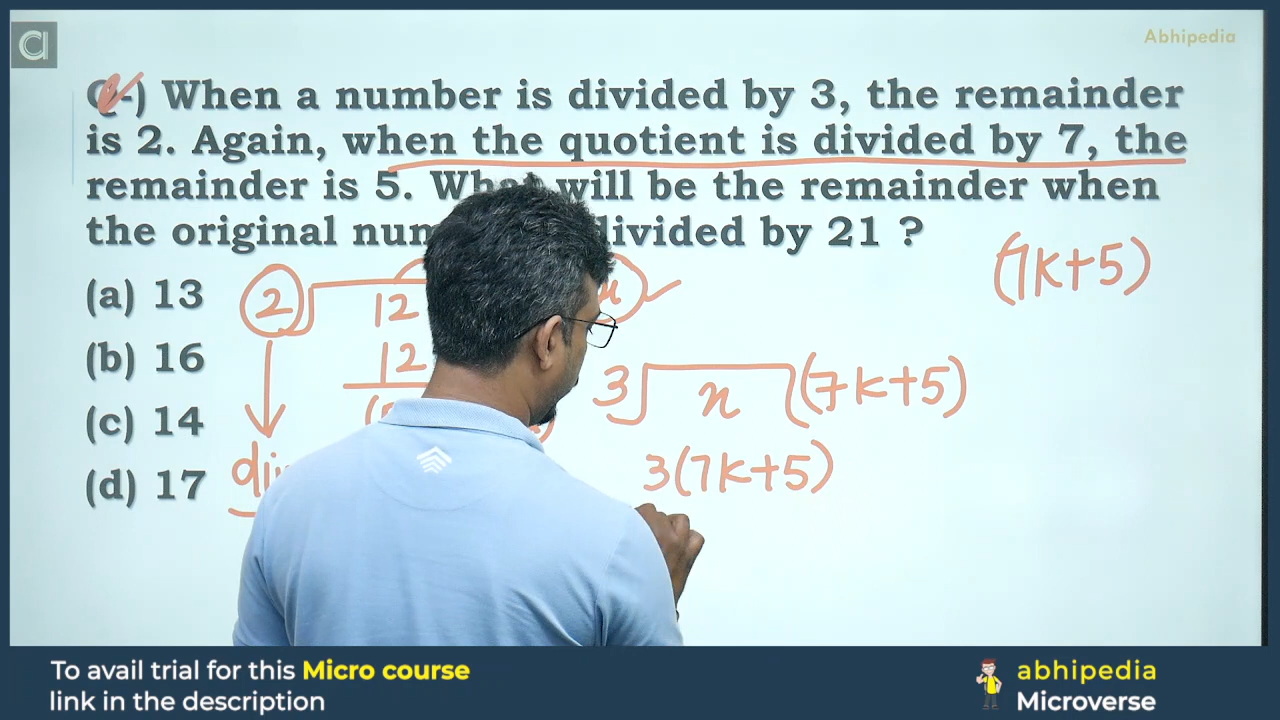 Abhipedia
Q-) When a number is divided by 3, the remainder
is 2. Again, when the quotient is divided by 7, the
remainder is 5. What will be the remainder when
the original divided by 21 ?
(7k+5)
(a) 13
2
12
(b) 16
12
3 n (7k+5)
(c) 14
3(7k+5)
(d) 17
To avail trial for this Micro course
link in the description
abhipedia
Microverse